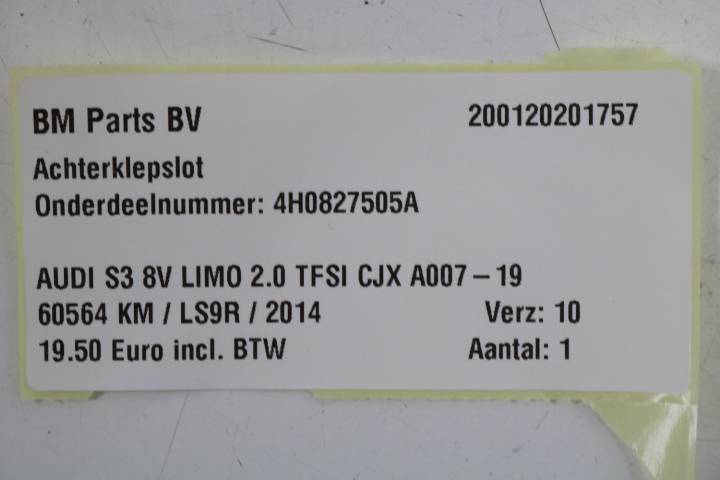 BM Parts BV 200120201757
Achterklepslot
Onderdeelnummer: 4H0827505A
AUDI S3 8V LIMO 2.0 TFSI CJX A007 – 19
60564 KM / LS9R / 2014 Verz: 10
19.50 Euro incl. BTW Aantal: 1